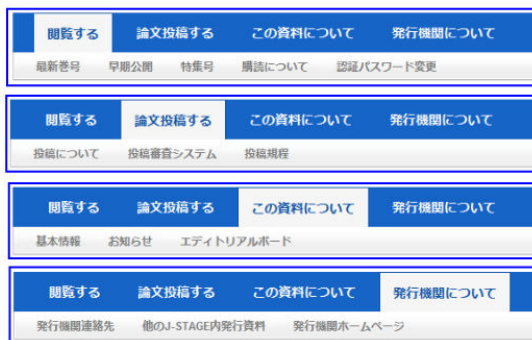 閲覧する 論文投稿する この資料について 発行機関について
最新巻号 早期公開 特集号 購読について 認証パスワード変更
閲覧する 論文投稿する この資料について 発行機関について
投稿について 投稿審査システム 投稿規程
閲覧する 論文投稿する この資料について 発行機関について
基本情報 お知らせ エディトリアルボード
閲覧する 論文投稿する この資料について 発行機関について
発行機関連絡先 他のJ-STAGE内発行資料 発行機関ホームページ